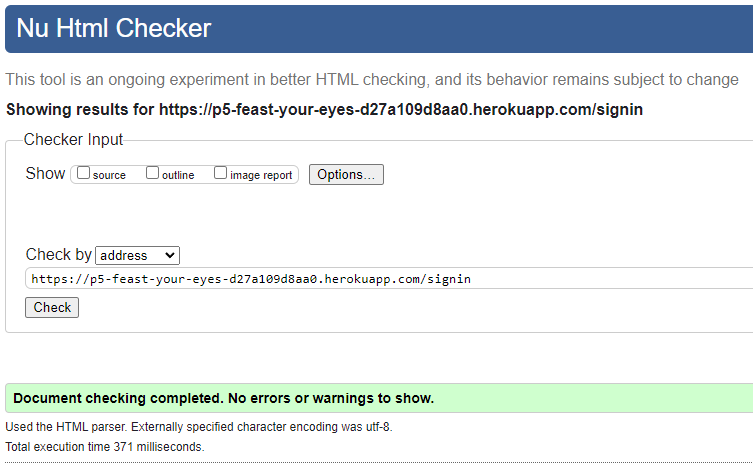 Nu Html Checker
This tool is an ongoing experiment in better HTML checking, and its behavior remains subject to change
Showing results for https://p5-feast-your-eyes-d27a109d8aa0.herokuapp.com/signin
Checker Input
Show source outline image report Options...
Check by address
https://p5-feast-your-eyes-d27a109d8aa0.herokuapp.com/signin
Check
Document checking completed. No errors or warnings to show.
Used the HTML parser. Externally specified character encoding was utf-8.
Total execution time 371 milliseconds.